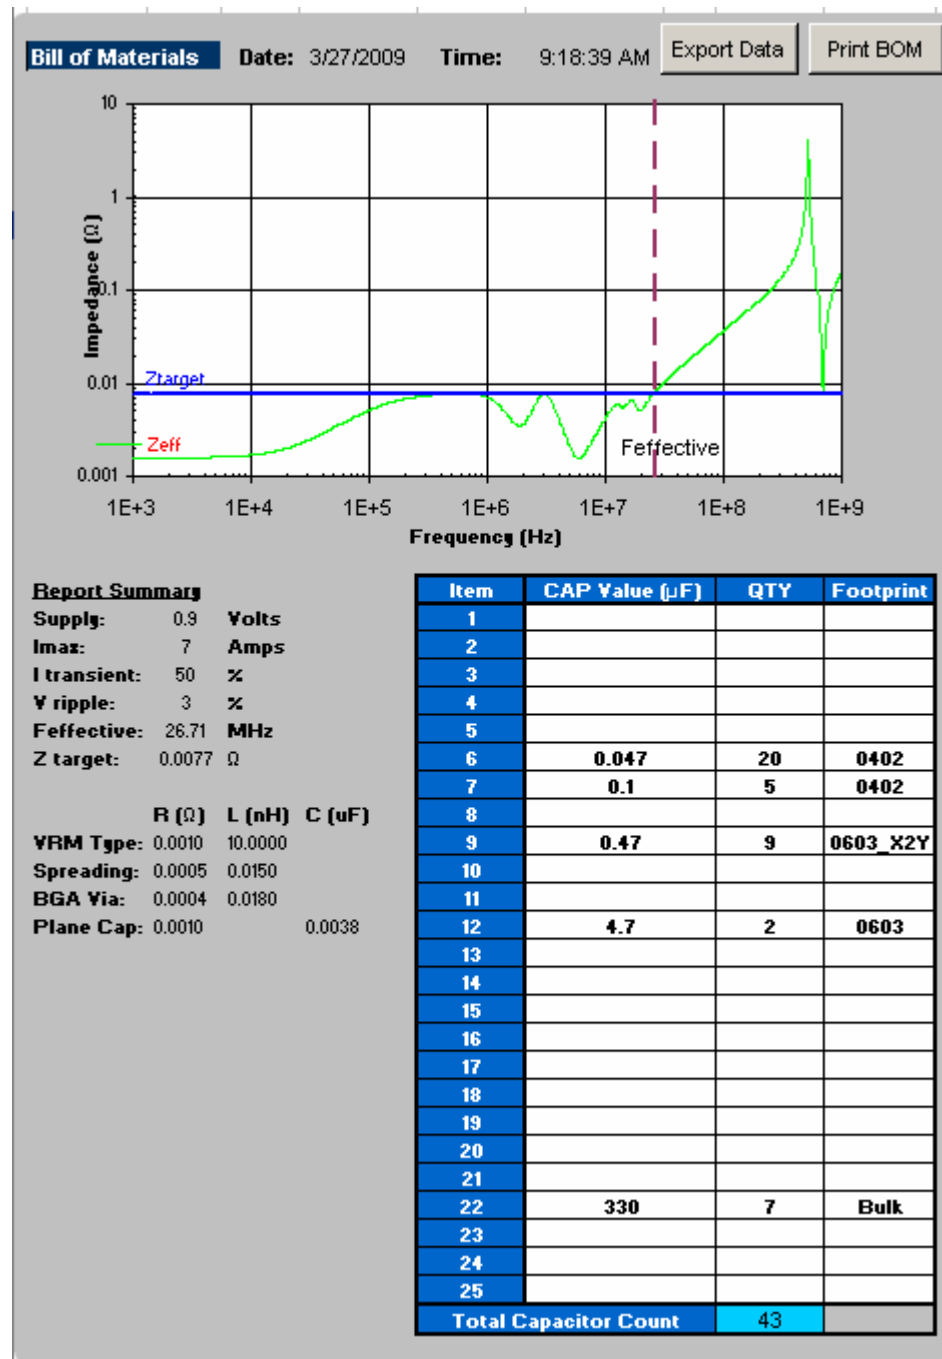 Bill of Materials Date: 3/27/2009 Time: 9:18:39 AM Export Data Print BOM
10
1
0.1
0.01
0.001
Impedance (Ω)
Ztarget
Zeff
Feffective
1E+3 1E+4 1E+5 1E+6 1E+7 1E+8 1E+9
Frequency (Hz)
Report Summary
Supply: 0.9 Volts
Imax: 7 Amps
I transient: 50 %
V ripple: 3 %
Feffective: 26.71 MHz
Z target: 0.0077 Ω
R (Ω) L (nH) C (uF)
VRM Type: 0.0010 10.0000
Spreading: 0.0005 0.0150
BGA Via: 0.0004 0.0180
Plane Cap: 0.0010 0.0038
Item CAP Value (μF) QTY Footprint
1
2
3
4
5
6 0.047 20 0402
7 0.1 5 0402
8
9 0.47 9 0603_X2Y
10
11
12 4.7 2 0603
13
14
15
16
17
18
19
20
21
22 330 7 Bulk
23
24
25
Total Capacitor Count 43